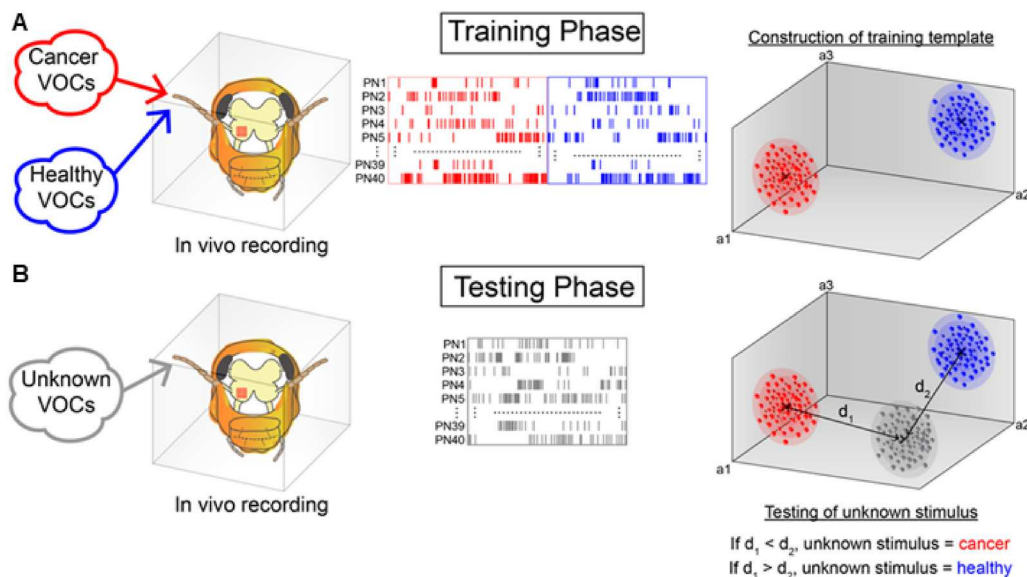 A
Cancer
VOCs
Healthy
VOCs
In vivo recording
Training Phase
PN1
PN2
PN3
PN4
PN5
PN39
PN40
Construction of training template
a3
a2
a1
B
Unknown
VOCs
In vivo recording
Testing Phase
PN1
PN2
PN3
PN4
PN5
PN39
PN40
a3
d₂
d₁
a2
a1
Testing of unknown stimulus
If d₁ < d₂, unknown stimulus = cancer
If d₁ > d₂, unknown stimulus = healthy